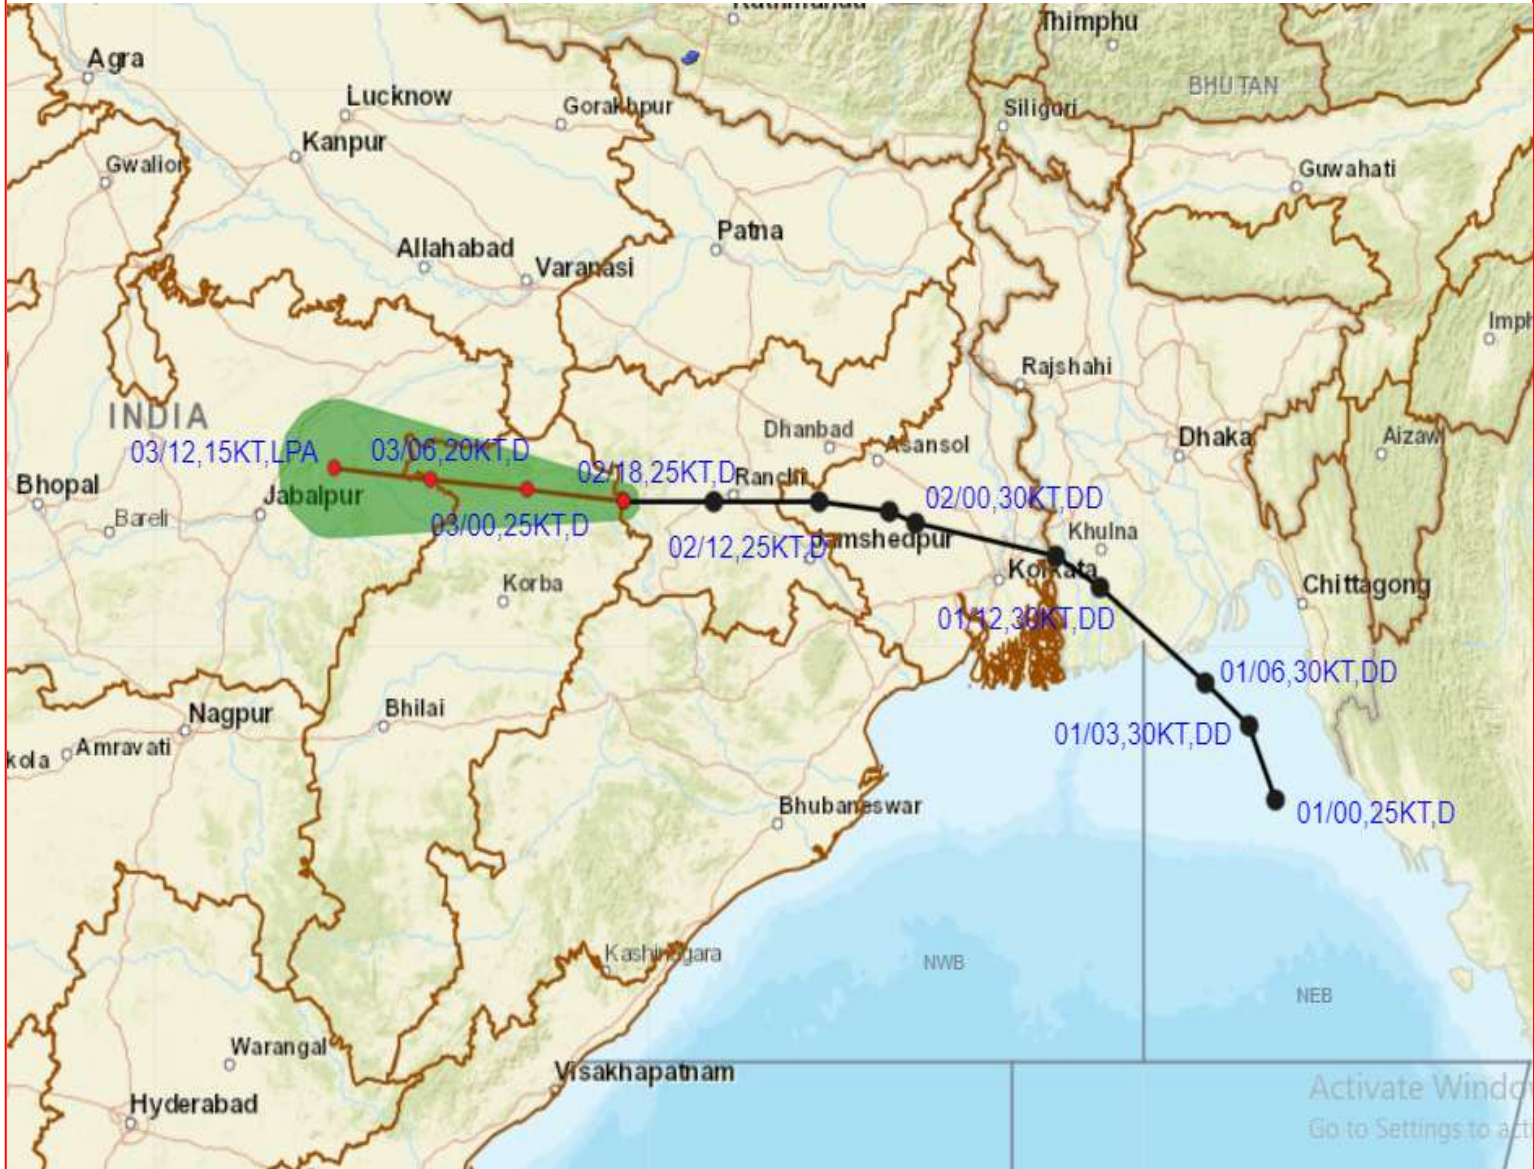 Kathmandu
Thimphu
Agra
BHUTAN
Lucknow
Gorakhpur
Siliguri
Kanpur
Gwalior
Guwahati
Patna
Allahabad
Varanasi
Imph
Rajshahi
INDIA
Dhanbad
Asansol
Dhaka
Aizawl
03/12,15KT,LPA
03/06,20KT,D
02/18,25KT,D
Ranchi
Bhopal
Jabalpur
02/00,30KT,DD
Bareli
03/00,25KT,D
02/12,25KT,D
Jamshedpur
Khulna
Korba
Kolkata
Chittagong
01/12,30KT,DD
01/06,30KT,DD
Nagpur
Bhilai
01/03,30KT,DD
kola
Amravati
Bhubaneswar
01/00,25KT,D
Kashinagara
NWB
NEB
Warangal
Visakhapatnam
Hyderabad
Activate Windo
Go to Settings to acti